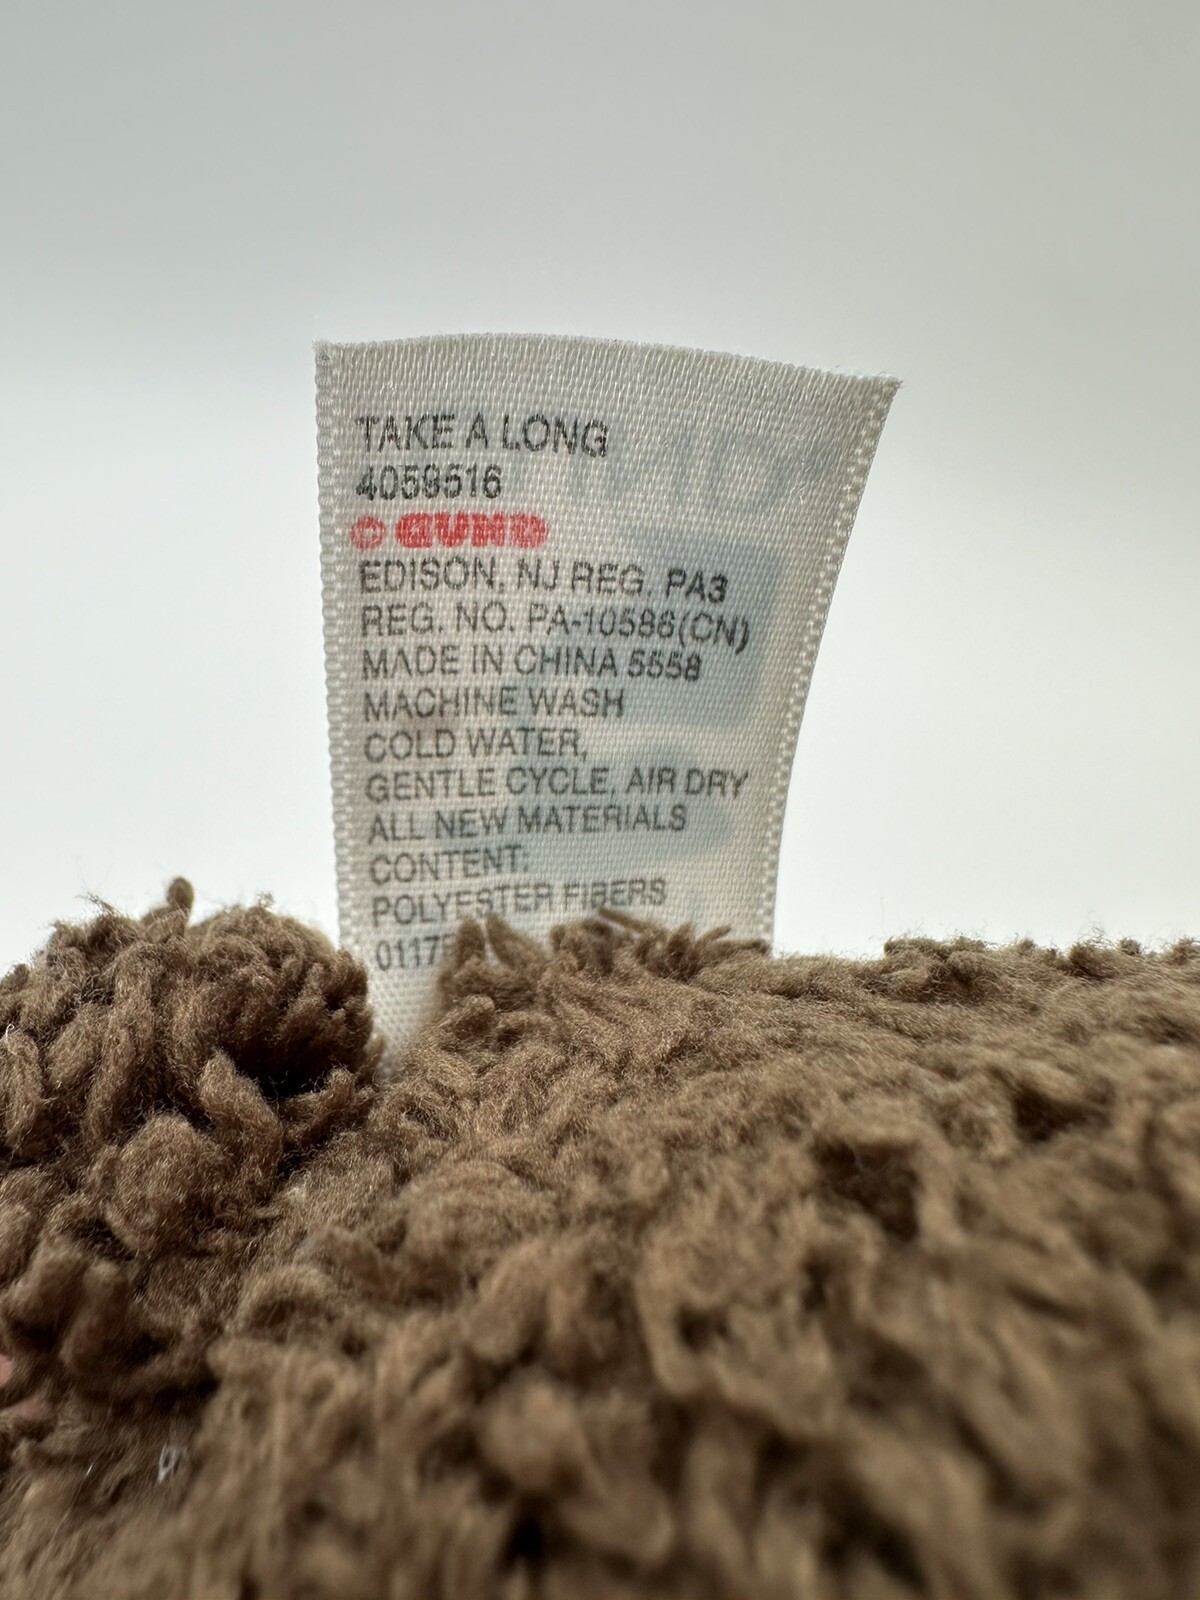 TAKE A LONG
4059516
© GUND
EDISON, NJ REG. PA3
REG. NO. PA-10586(CN)
MADE IN CHINA 5558
MACHINE WASH
COLD WATER,
GENTLE CYCLE, AIR DRY
ALL NEW MATERIALS
CONTENT:
POLYESTER FIBERS